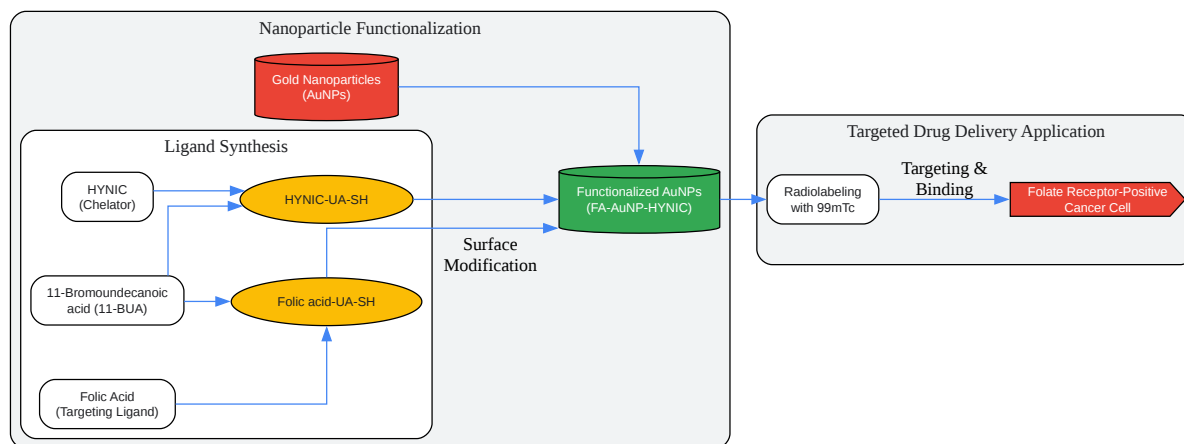 Nanoparticle Functionalization
Gold Nanoparticles
(AuNPs)
Ligand Synthesis
HYNIC
(Chelator)
HYNIC-UA-SH
11-Bromoundecanoic
acid (11-BUA)
Folic acid-UA-SH
Folic Acid
(Targeting Ligand)
Surface
Modification
Functionalized AuNPs
(FA-AuNP-HYNIC)
Targeted Drug Delivery Application
Radiolabeling
with 99mTc
Targeting &
Binding
Folate Receptor-Positive
Cancer Cell